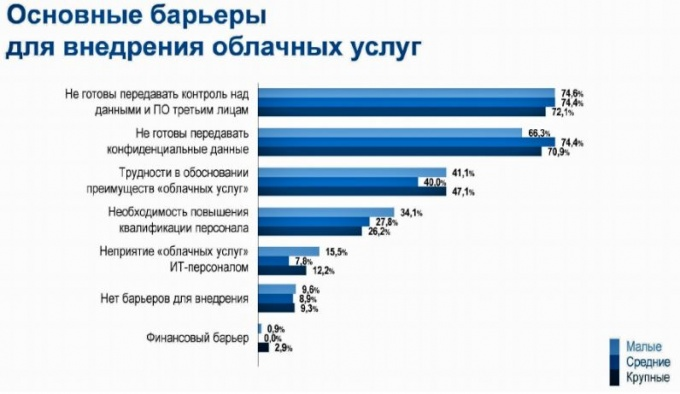 Основные барьеры
для внедрения облачных услуг
Не готовы передавать контроль над
данными и ПО третьим лицам
74,6%
74,4%
72,1%
Не готовы передавать
конфиденциальные данные
66,3%
74,4%
70,9%
Трудности в обосновании
преимуществ «облачных услуг»
41,1%
40,0%
47,1%
Необходимость повышения
квалификации персонала
34,1%
27,8%
26,2%
Неприятие «облачных услуг»
ИТ-персоналом
15,5%
7,8%
12,2%
Нет барьеров для внедрения
9,6%
8,9%
9,3%
Финансовый барьер
0,9%
0,0%
2,9%
Малые
Средние
Крупные